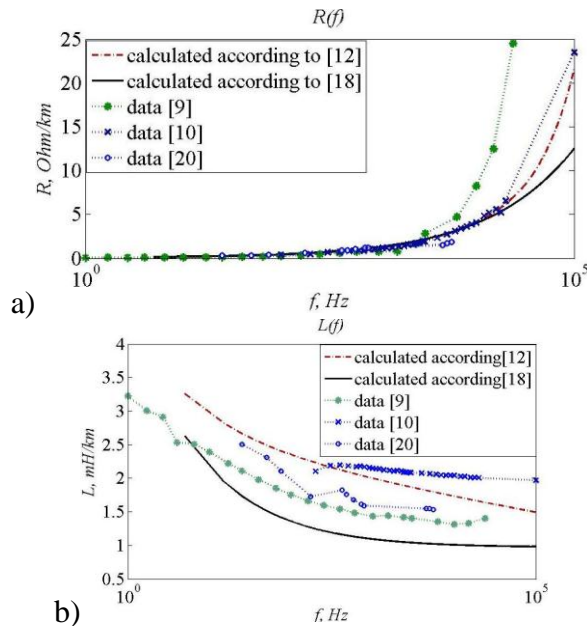 R(f)
25
20
15
10
5
0
R, Ohm/km
calculated according to [12]
calculated according to [18]
data [9]
data [10]
data [20]
10^0
10^5
f, Hz
a)
L(f)
4
3.5
3
2.5
2
1.5
1
0.5
L, mH/km
calculated according[12]
calculated according[18]
data [9]
data [10]
data [20]
10^0
10^5
f, Hz
b)